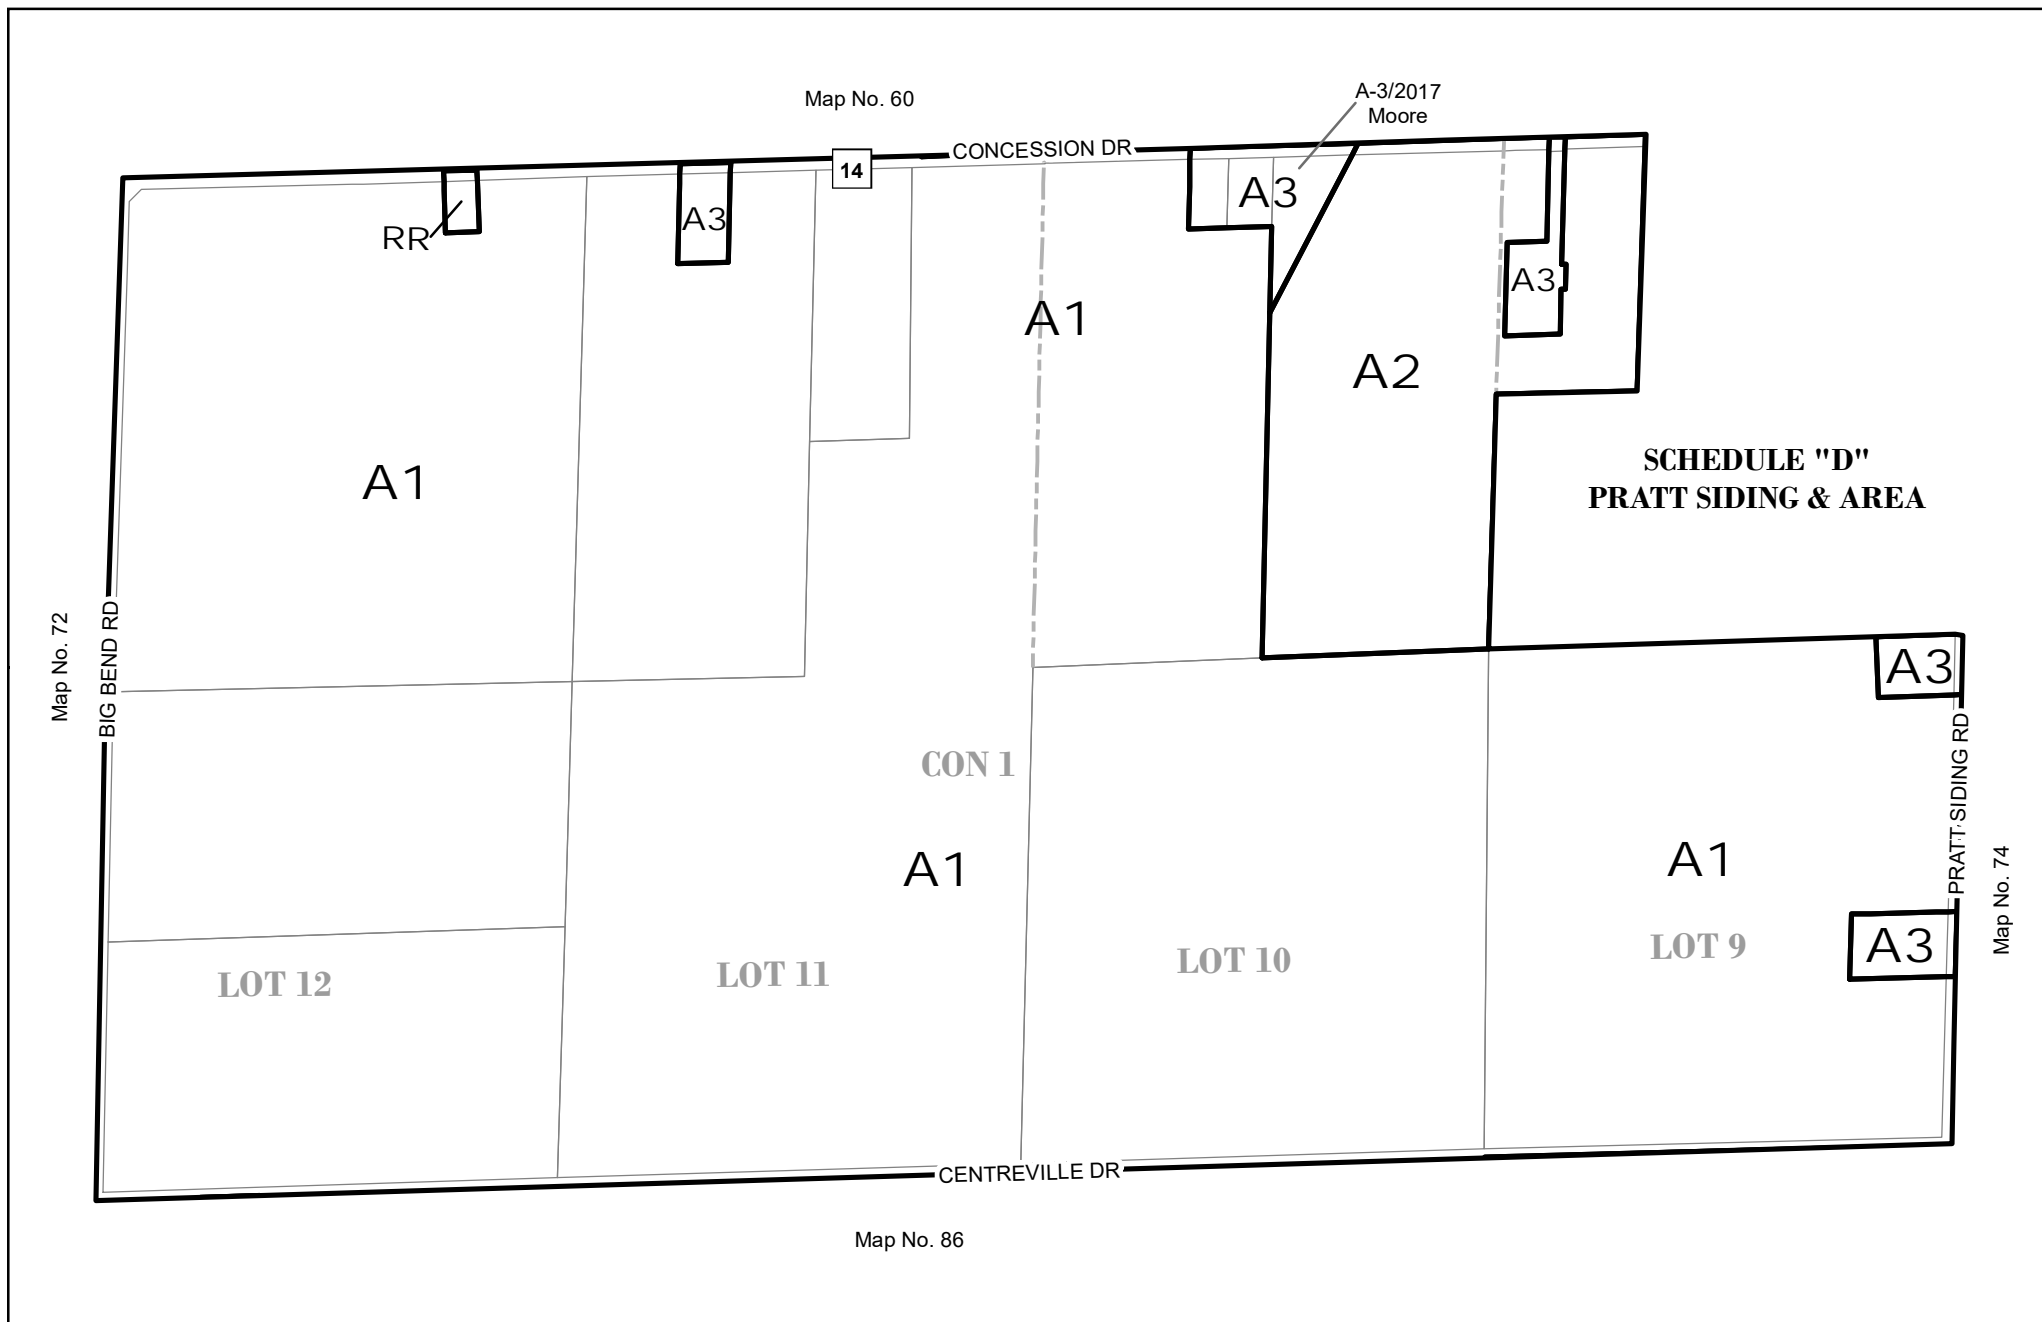 Map No. 60
A-3/2017
Moore
CONCESSION DR
14
RR
A3
A3
A3
A1
A2
A1
SCHEDULE "D"
PRATT SIDING & AREA
Map No. 72
BIG BEND RD
A3
CON 1
PRATT SIDING RD
A1
A1
Map No. 74
LOT 12
LOT 11
LOT 10
LOT 9
A3
CENTREVILLE DR
Map No. 86